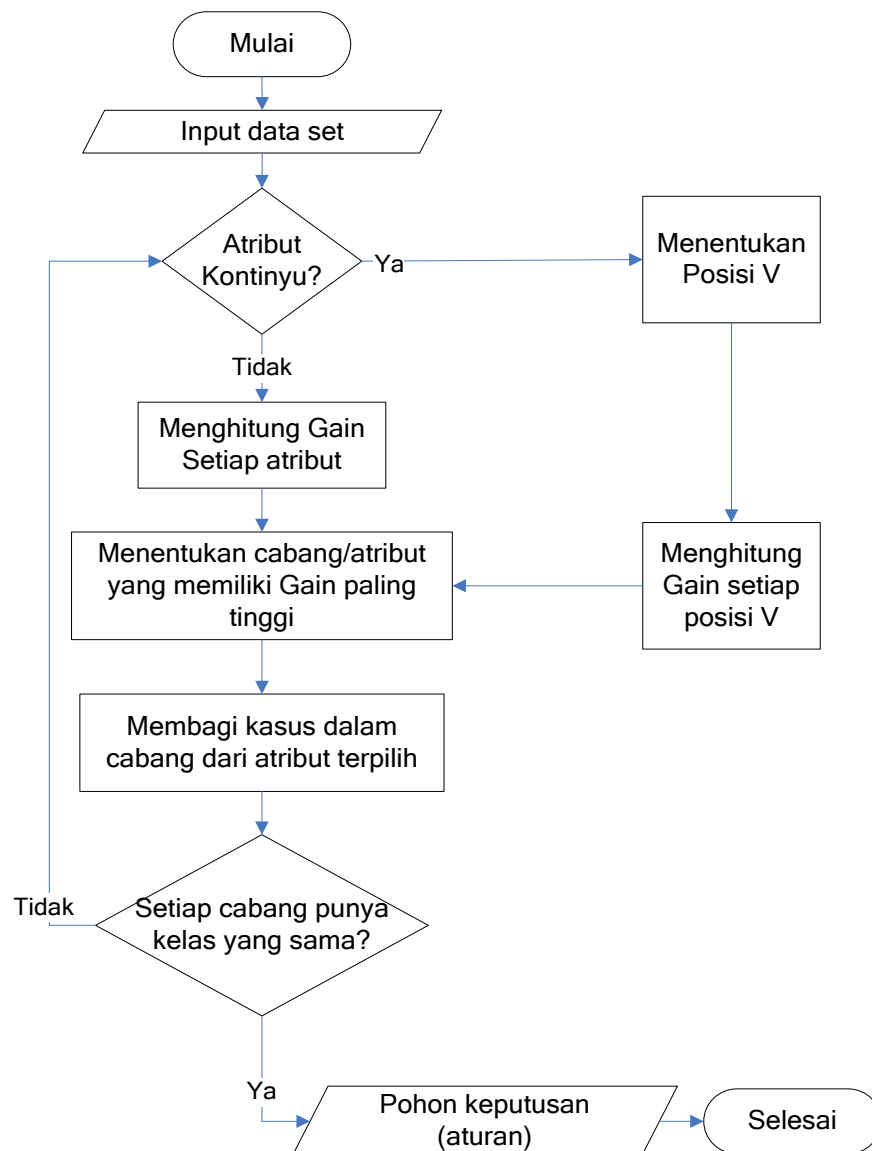 Mulai
Input data set
Atribut
Kontinyu?
Ya
Menentukan
Posisi V
Tidak
Menghitung Gain
Setiap atribut
Menentukan cabang/atribut
yang memiliki Gain paling
tinggi
Menghitung
Gain setiap
posisi V
Membagi kasus dalam
cabang dari atribut terpilih
Tidak
Setiap cabang punya
kelas yang sama?
Ya
Pohon keputusan
(aturan)
Selesai